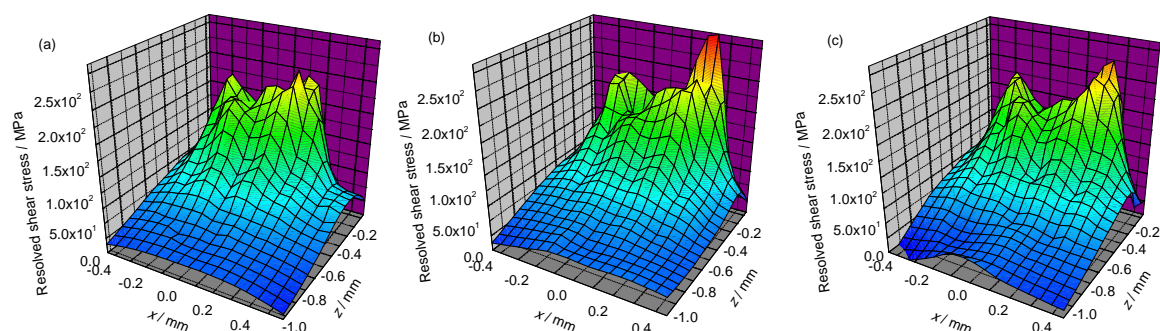 (a)
Resolved shear stress / MPa
2.5x10²
2.0x10²
1.5x10²
1.0x10²
5.0x10¹
0.0
-0.4
-0.2
0.0
0.2
0.4
x / mm
-1.0
-0.8
-0.6
-0.4
-0.2
z / mm
(b)
Resolved shear stress / MPa
2.5x10²
2.0x10²
1.5x10²
1.0x10²
5.0x10¹
0.0
-0.4
-0.2
0.0
0.2
0.4
x / mm
-1.0
-0.8
-0.6
-0.4
-0.2
z / mm
(c)
Resolved shear stress / MPa
2.5x10²
2.0x10²
1.5x10²
1.0x10²
5.0x10¹
0.0
-0.4
-0.2
0.0
0.2
0.4
x / mm
-1.0
-0.8
-0.6
-0.4
-0.2
z / mm